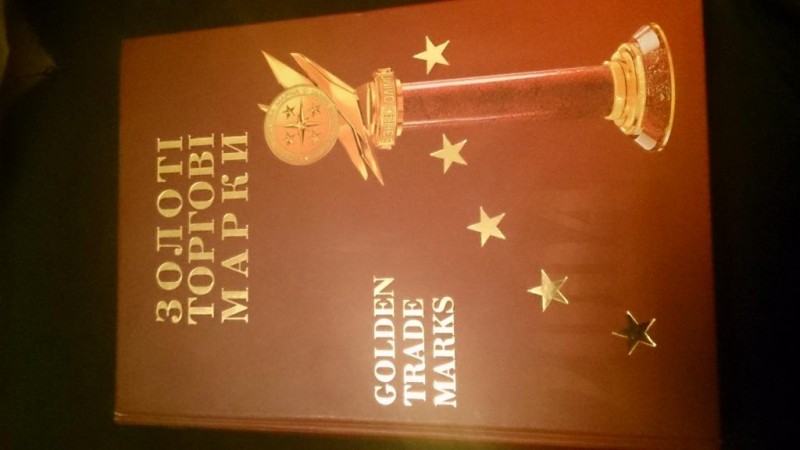 ЗОЛОТІ
ТОРГОВІ
МАРКИ
GOLDEN
TRADE
MARKS